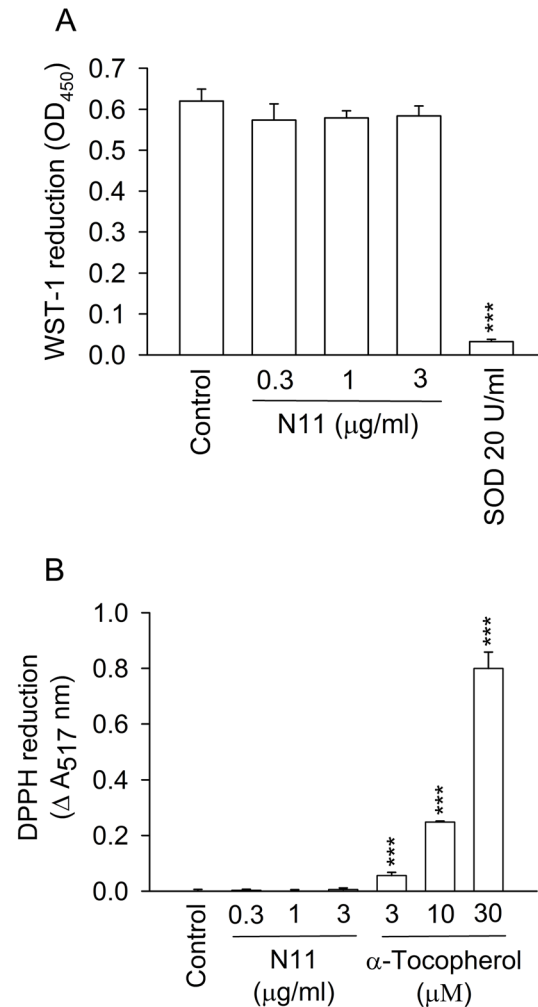 A
WST-1 reduction (OD450)
0.7
0.6
0.5
0.4
0.3
0.2
0.1
0.0
***
Control
0.3 1 3
N11 (μg/ml)
SOD 20 U/ml
B
DPPH reduction
(Δ A517 nm)
1.0
0.8
0.6
0.4
0.2
0.0
***
***
***
Control
0.3 1 3 3 10 30
N11 α-Tocopherol
(μg/ml) (μM)